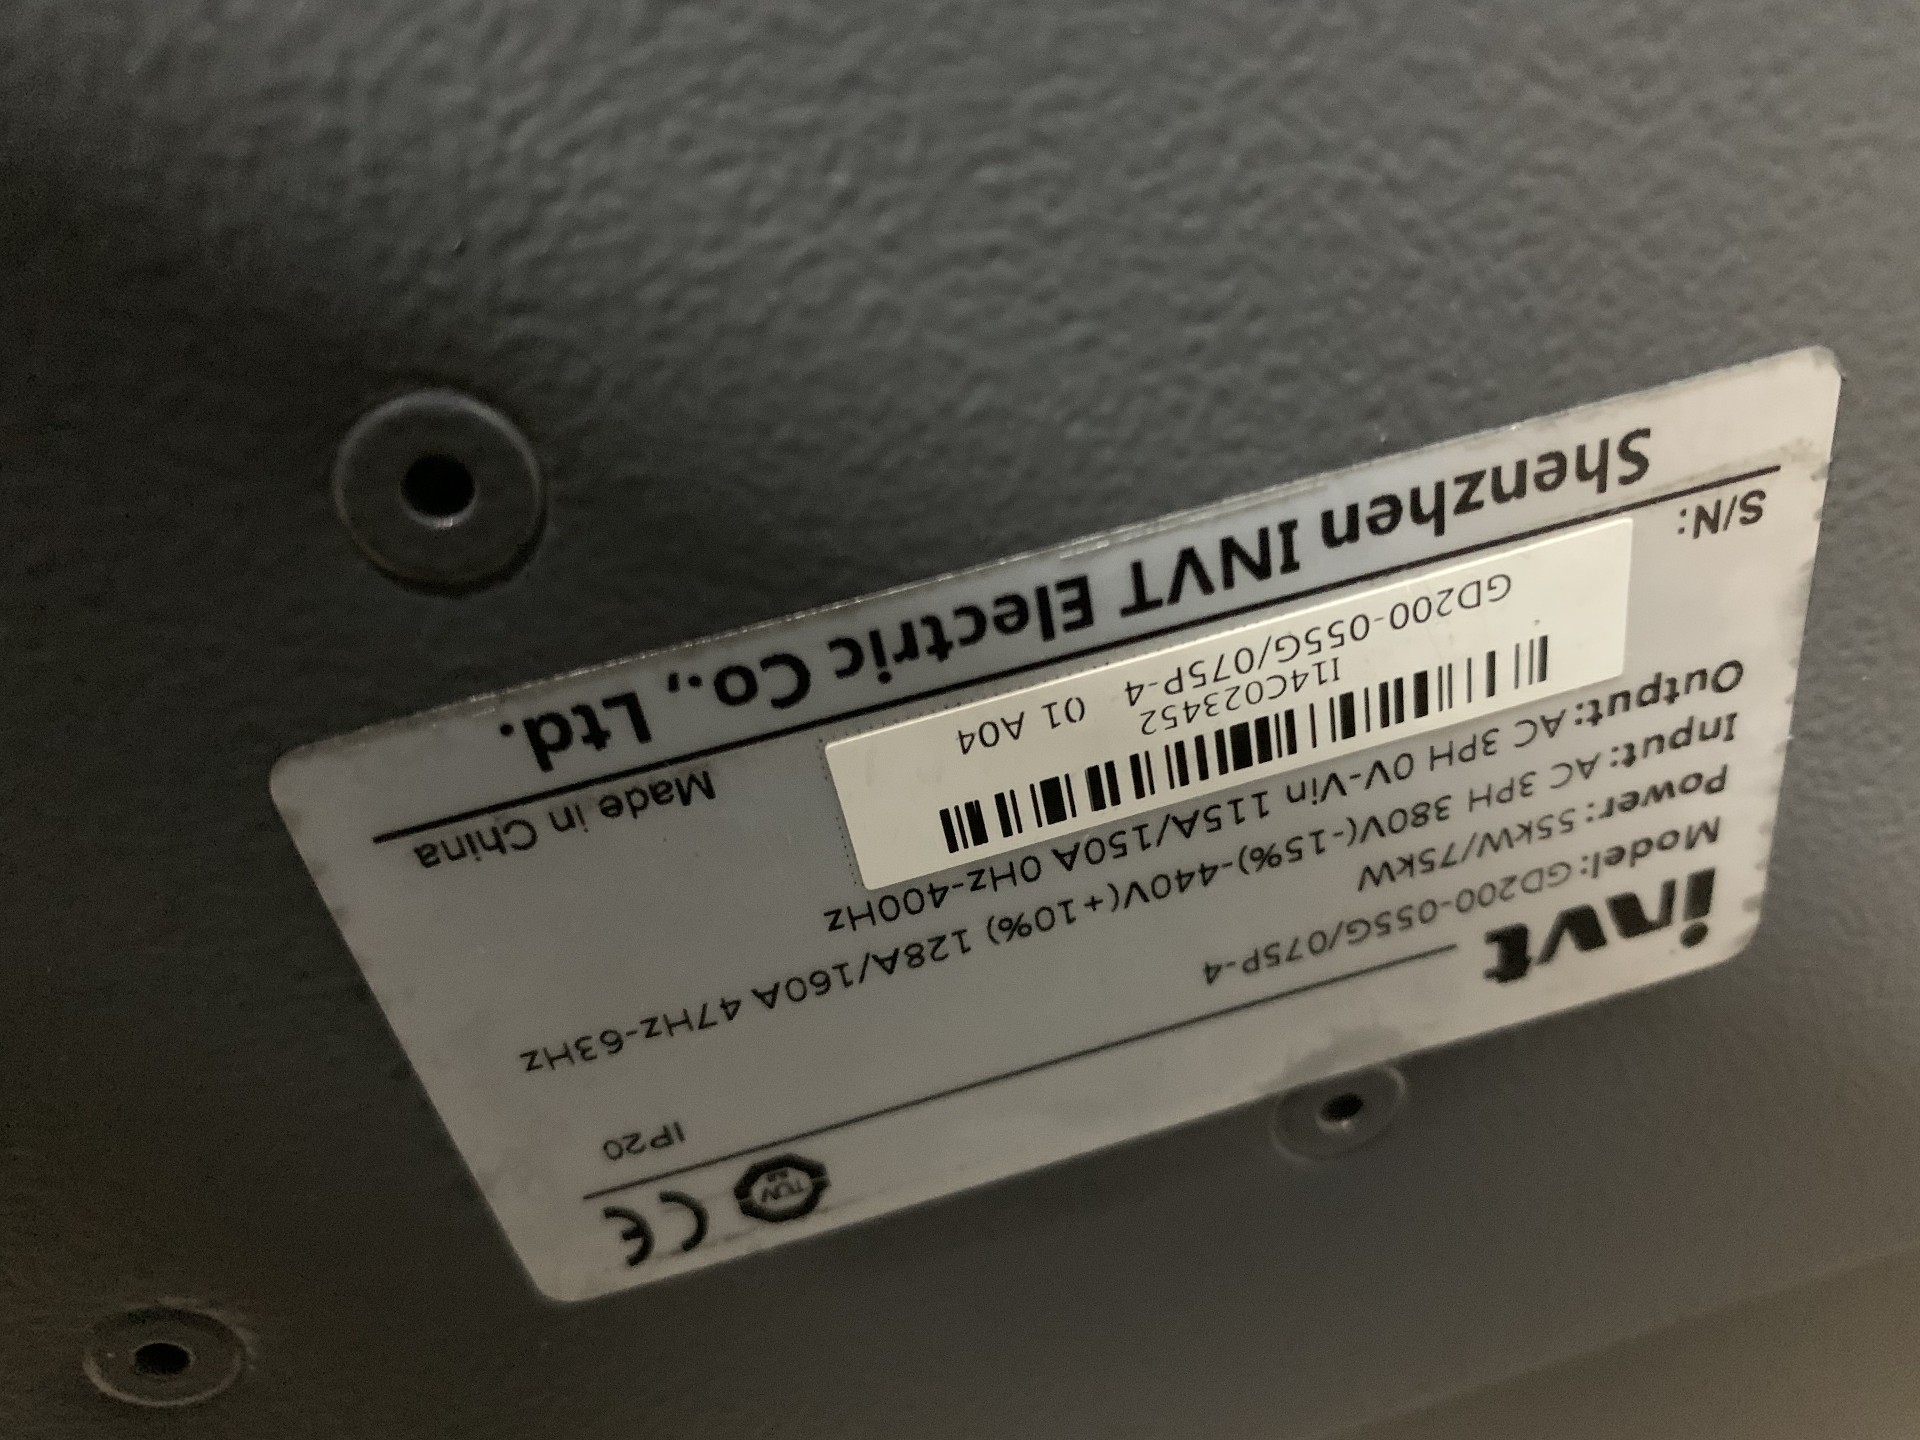 invt
CE
TUV
IP20
Model: GD200-055G/075P-4
Power: 55kW/75kW
Input: AC 3PH 380V(-15%)-440V(+10%) 128A/160A 47Hz-63Hz
Output: AC 3PH 0V-Vin 115A/150A 0Hz-400Hz
S/N:
I14C023452
GD200-055G/075P-4 01 A04
Made in China
Shenzhen INVT Electric Co., Ltd.